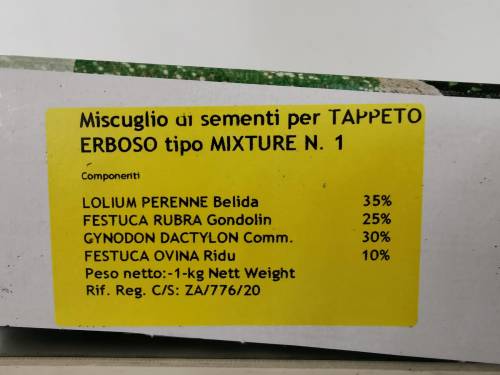 Miscuglio di sementi per TAPPETO
ERBOSO tipo MIXTURE N. 1
Componenti
LOLIUM PERENNE Belida 35%
FESTUCA RUBRA Gondolin 25%
GYNODON DACTYLON Comm. 30%
FESTUCA OVINA Ridu 10%
Peso netto:-1-kg Nett Weight
Rif. Reg. C/S: ZA/776/20